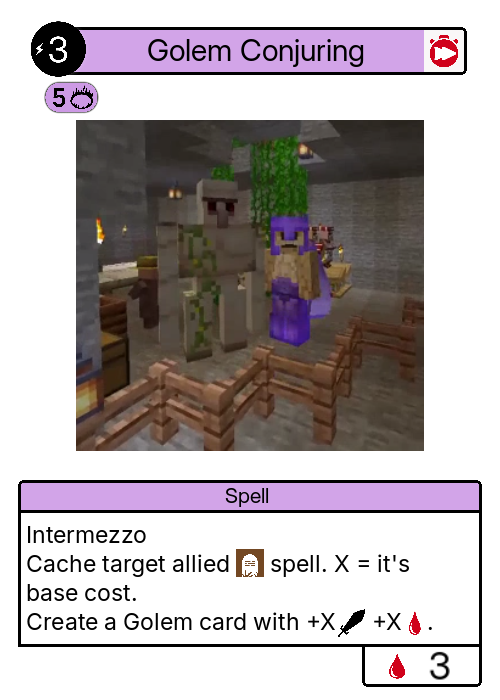 3
Golem Conjuring
5
Spell
Intermezzo
Cache target allied spell. X = it's
base cost.
Create a Golem card with +X +X .
3